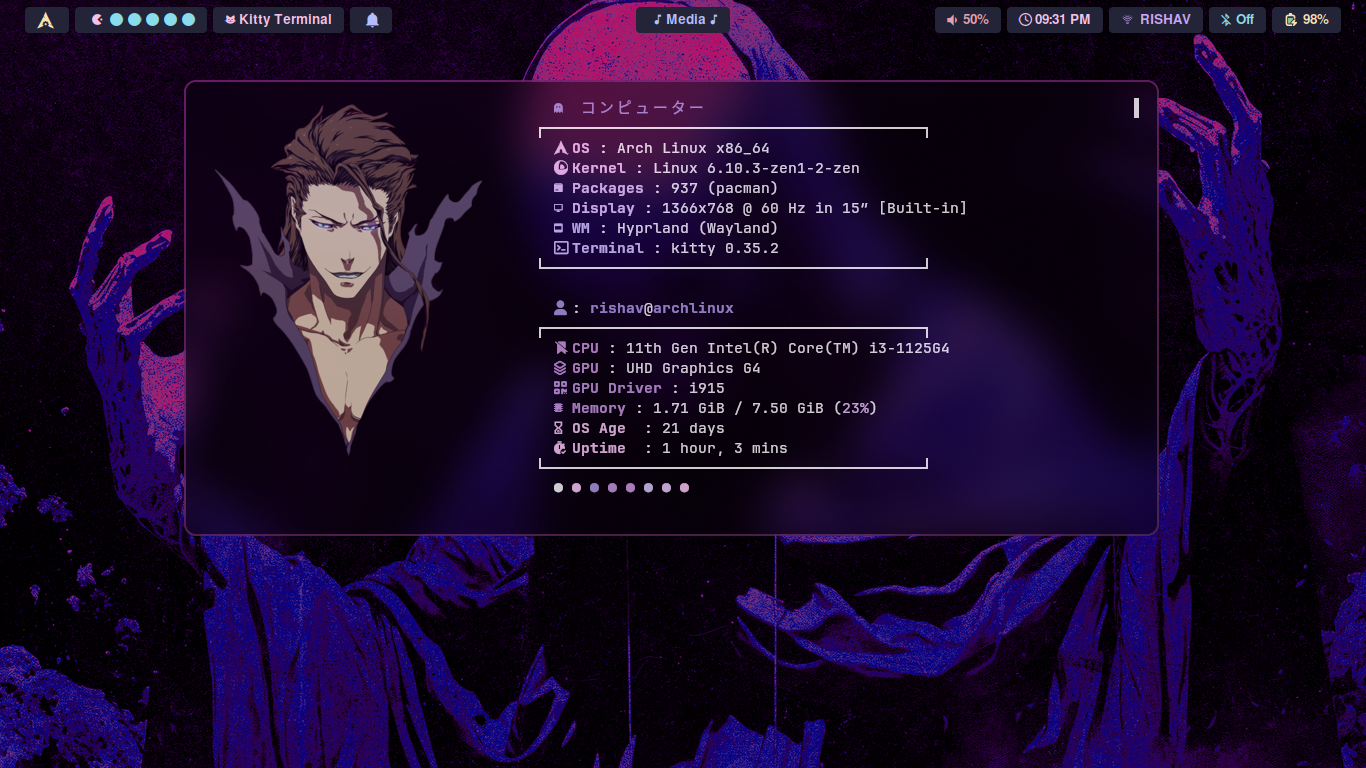 Kitty Terminal
♪ Media ♪
50%
09:31 PM
RISHAV
Off
98%
コンピューター
OS : Arch Linux x86_64
Kernel : Linux 6.10.3-zen1-2-zen
Packages : 937 (pacman)
Display : 1366x768 @ 60 Hz in 15” [Built-in]
WM : Hyprland (Wayland)
Terminal : kitty 0.35.2
: rishav@archlinux
CPU : 11th Gen Intel(R) Core(TM) i3-1125G4
GPU : UHD Graphics G4
GPU Driver : i915
Memory : 1.71 GiB / 7.50 GiB (23%)
OS Age  : 21 days
Uptime  : 1 hour, 3 mins